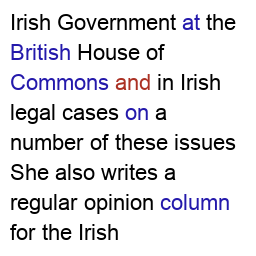 Irish Government at the
British House of
Commons and in Irish
legal cases on a
number of these issues
She also writes a
regular opinion column
for the Irish